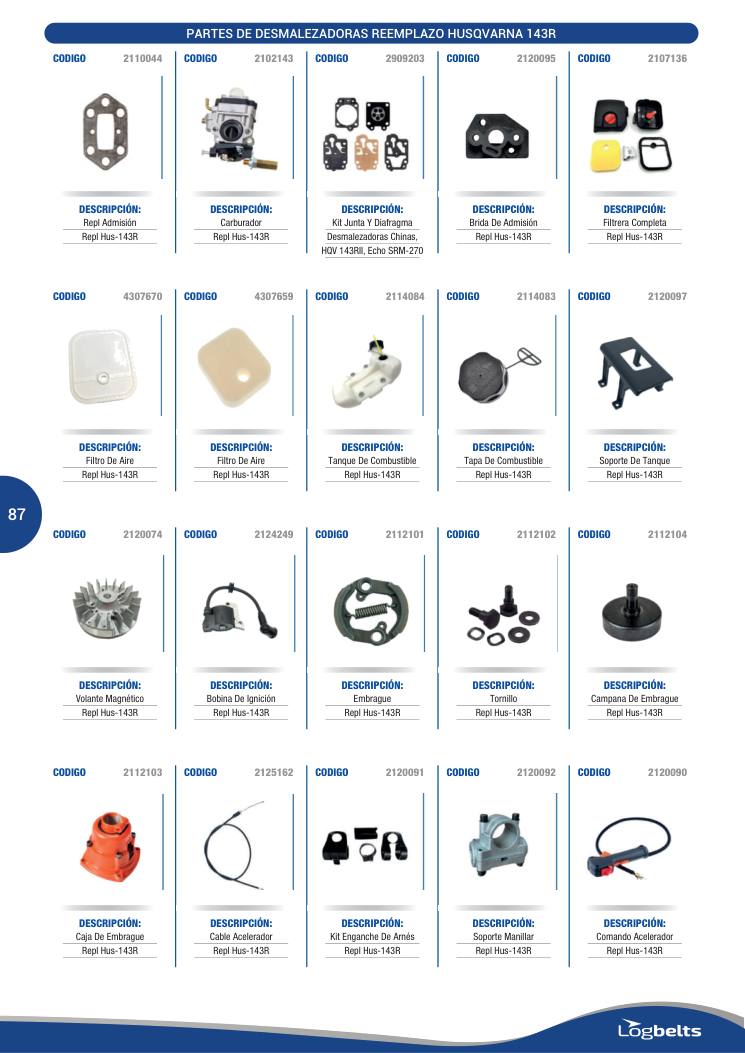 PARTES DE DESMALEZADORAS REEMPLAZO HUSQVARNA 143R
CODIGO 2110044
DESCRIPCIÓN:
Repl Admisión
Repl Hus-143R
CODIGO 2102143
DESCRIPCIÓN:
Carburador
Repl Hus-143R
CODIGO 2909203
DESCRIPCIÓN:
Kit Junta Y Diafragma
Desmalezadoras Chinas,
HQV 143RII, Echo SRM-270
CODIGO 2120095
DESCRIPCIÓN:
Brida De Admisión
Repl Hus-143R
CODIGO 2107136
DESCRIPCIÓN:
Filtrera Completa
Repl Hus-143R
CODIGO 4307670
DESCRIPCIÓN:
Filtro De Aire
Repl Hus-143R
CODIGO 4307659
DESCRIPCIÓN:
Filtro De Aire
Repl Hus-143R
CODIGO 2114084
DESCRIPCIÓN:
Tanque De Combustible
Repl Hus-143R
CODIGO 2114083
DESCRIPCIÓN:
Tapa De Combustible
Repl Hus-143R
CODIGO 2120097
DESCRIPCIÓN:
Soporte De Tanque
Repl Hus-143R
87
CODIGO 2120074
DESCRIPCIÓN:
Volante Magnético
Repl Hus-143R
CODIGO 2124249
DESCRIPCIÓN:
Bobina De Ignición
Repl Hus-143R
CODIGO 2112101
DESCRIPCIÓN:
Embrague
Repl Hus-143R
CODIGO 2112102
DESCRIPCIÓN:
Tornillo
Repl Hus-143R
CODIGO 2112104
DESCRIPCIÓN:
Campana De Embrague
Repl Hus-143R
CODIGO 2112103
DESCRIPCIÓN:
Caja De Embrague
Repl Hus-143R
CODIGO 2125162
DESCRIPCIÓN:
Cable Acelerador
Repl Hus-143R
CODIGO 2120091
DESCRIPCIÓN:
Kit Enganche De Arnés
Repl Hus-143R
CODIGO 2120092
DESCRIPCIÓN:
Soporte Manillar
Repl Hus-143R
CODIGO 2120090
DESCRIPCIÓN:
Comando Acelerador
Repl Hus-143R
Logbelts